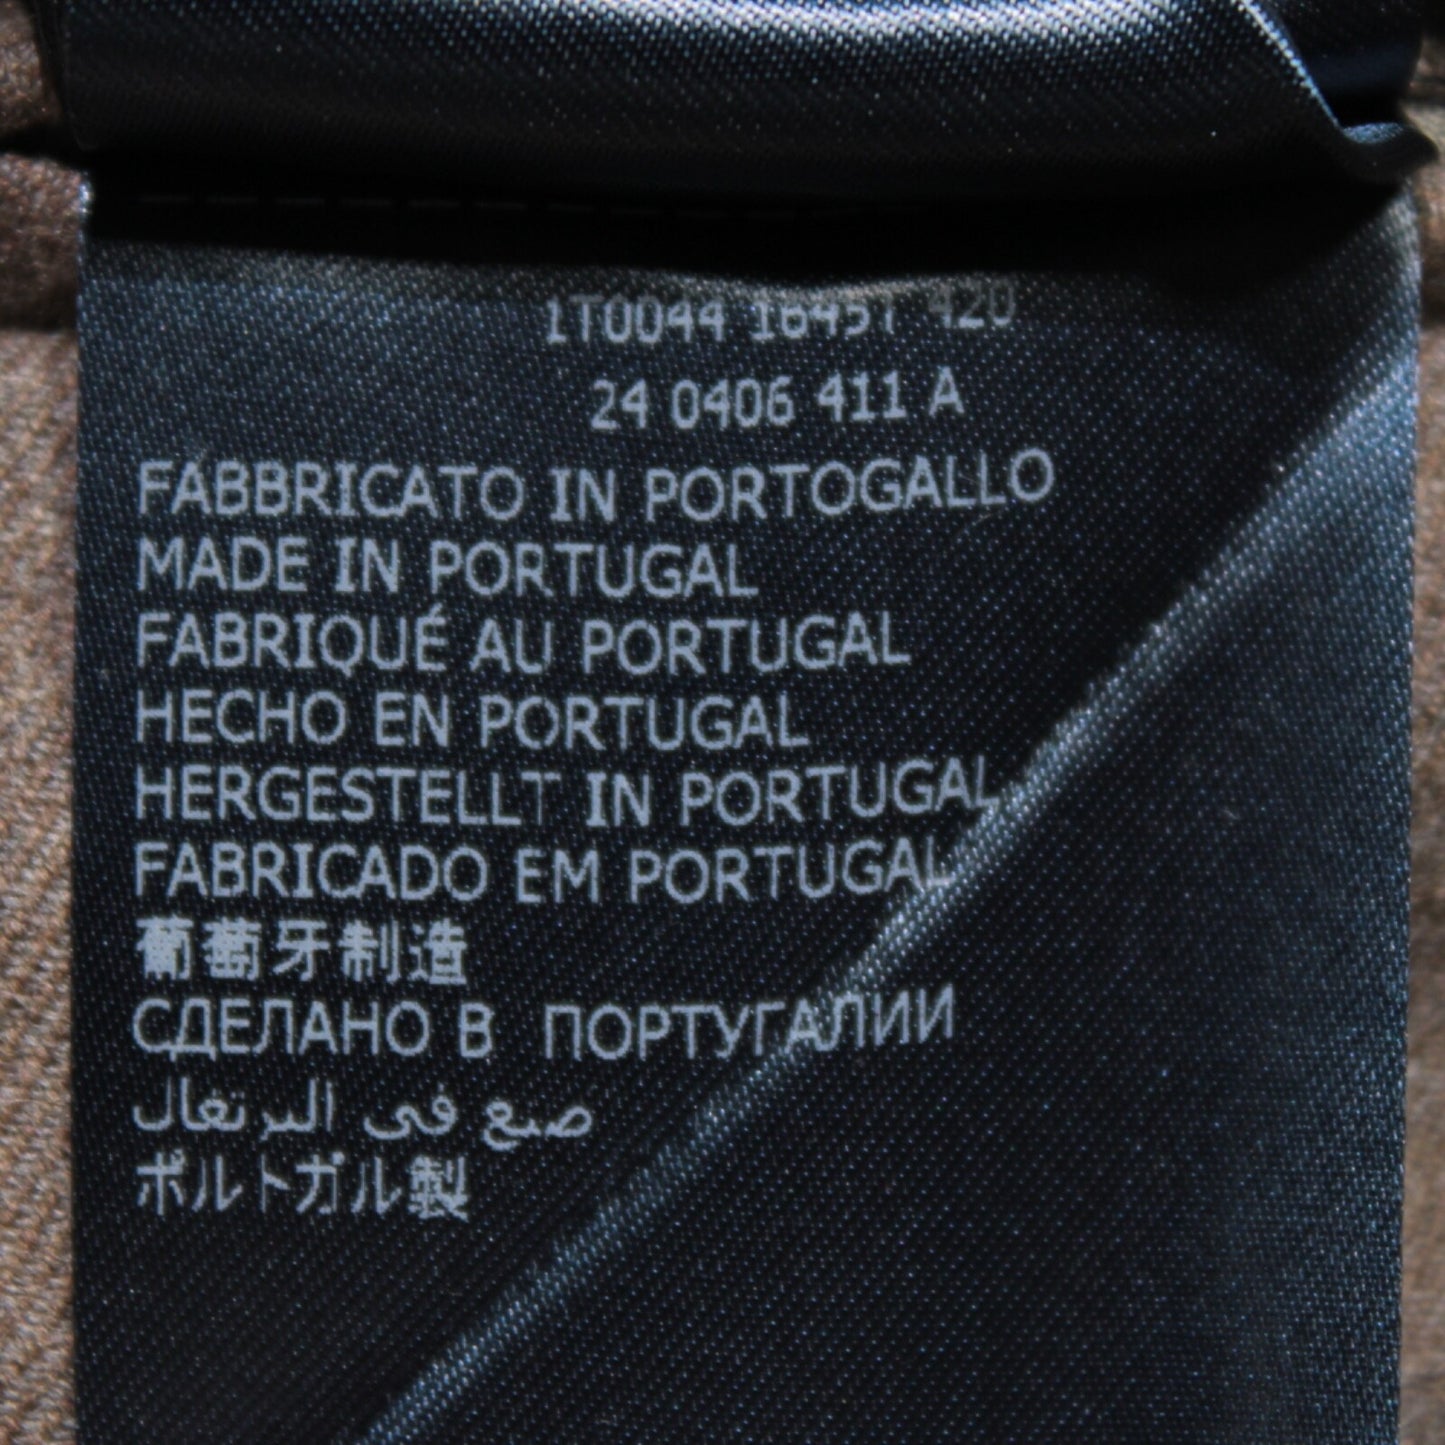 1T0044 16457 420
24 0406 411 A
FABBRICATO IN PORTOGALLO
MADE IN PORTUGAL
FABRIQUÉ AU PORTUGAL
HECHO EN PORTUGAL
HERGESTELLT IN PORTUGAL
FABRICADO EM PORTUGAL
葡萄牙制造
СДЕЛАНО В ПОРТУГАЛИИ
صنع في البرتغال
ポルトガル製